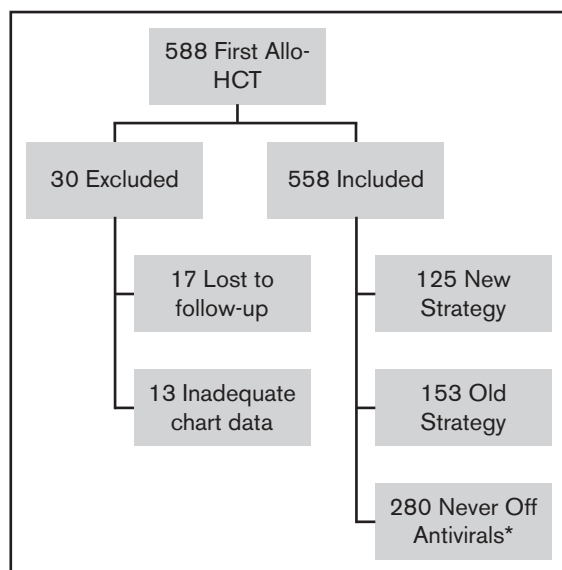 588 First Allo-
HCT
30 Excluded
558 Included
17 Lost to
follow-up
125 New
Strategy
13 Inadequate
chart data
153 Old
Strategy
280 Never Off
Antivirals*